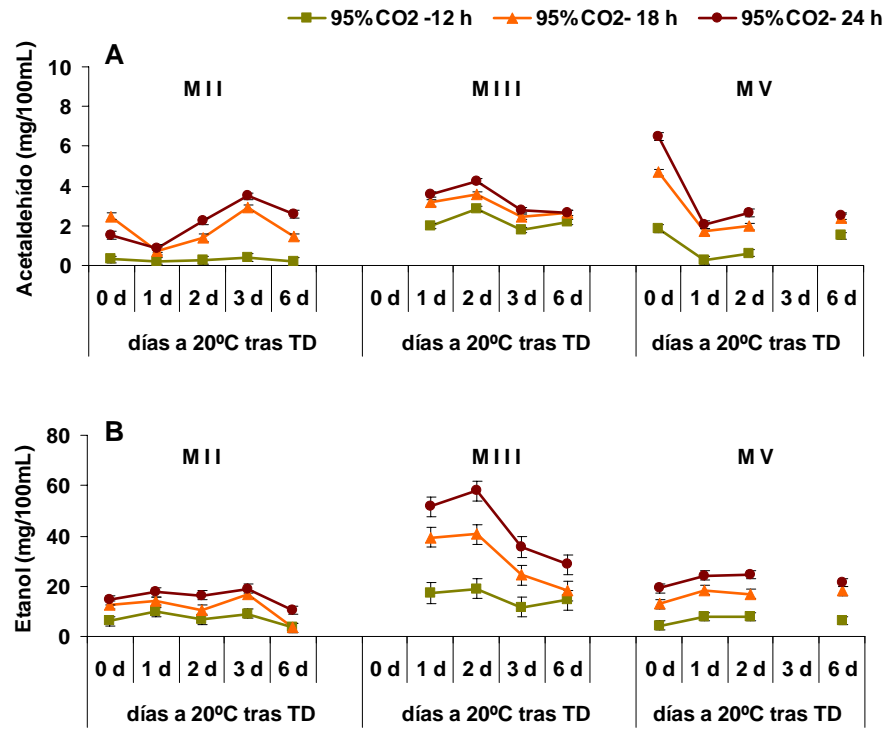 95%CO2 -12 h 95%CO2- 18 h 95%CO2- 24 h
A
M II M III M V
Acetaldehído (mg/100mL)
10
8
6
4
2
0
0 d 1 d 2 d 3 d 6 d 0 d 1 d 2 d 3 d 6 d 0 d 1 d 2 d 3 d 6 d
días a 20ºC tras TD días a 20ºC tras TD días a 20ºC tras TD
B
M II M III M V
Etanol (mg/100mL)
80
60
40
20
0
0 d 1 d 2 d 3 d 6 d 0 d 1 d 2 d 3 d 6 d 0 d 1 d 2 d 3 d 6 d
días a 20ºC tras TD días a 20ºC tras TD días a 20ºC tras TD